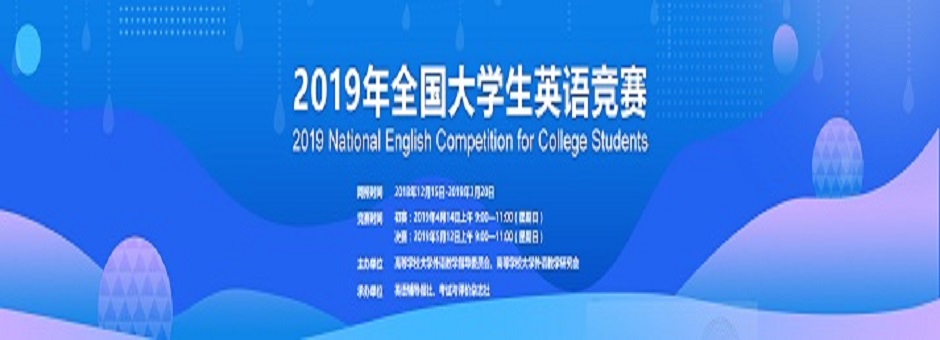 2019年全国大学生英语竞赛
2019 National English Competition for College Students
2018年12月15日-2019年3月20日
竞赛时间 初赛：2019年4月14日上午 9:00—11:00 ( 星期日 )
决赛：2019年5月12日上午 9:00—11:00 ( 星期日 )
主办单位 高等学校大学外语教学指导委员会、高等学校大学外语教学研究会
承办单位 英语辅导报社、考试与评价杂志社